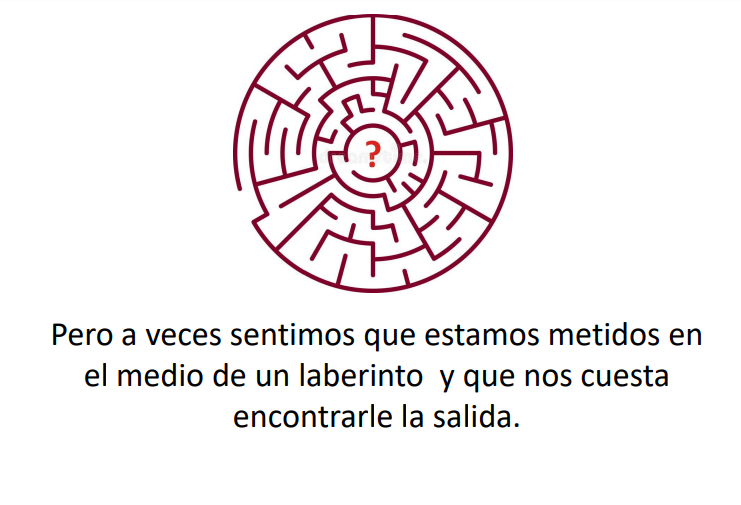 ?
Pero a veces sentimos que estamos metidos en
el medio de un laberinto y que nos cuesta
encontrarle la salida.